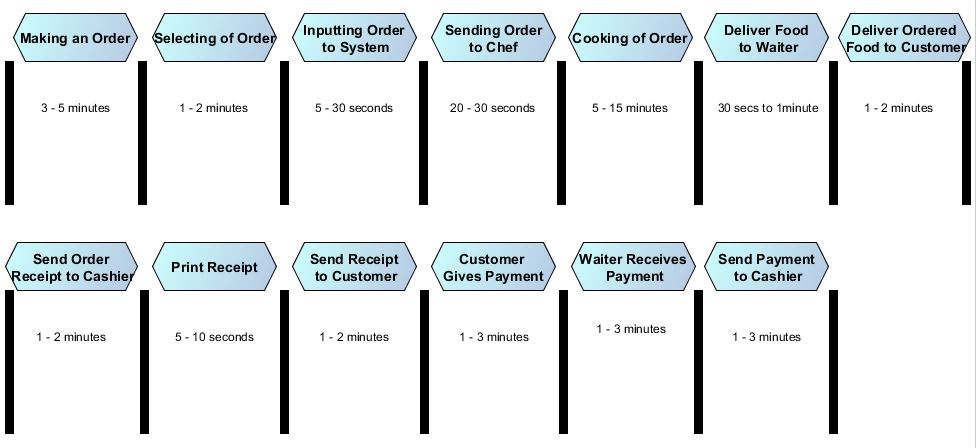 Making an Order
Selecting of Order
Inputting Order
to System
Sending Order
to Chef
Cooking of Order
Deliver Food
to Waiter
Deliver Ordered
Food to Customer
3 - 5 minutes
1 - 2 minutes
5 - 30 seconds
20 - 30 seconds
5 - 15 minutes
30 secs to 1minute
1 - 2 minutes
Send Order
Receipt to Cashier
Print Receipt
Send Receipt
to Customer
Customer
Gives Payment
Waiter Receives
Payment
Send Payment
to Cashier
1 - 2 minutes
5 - 10 seconds
1 - 2 minutes
1 - 3 minutes
1 - 3 minutes
1 - 3 minutes